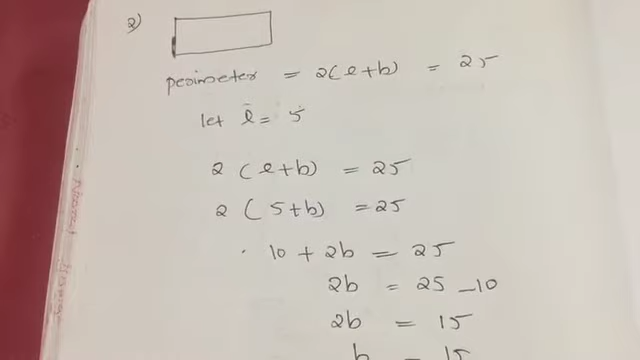 2)
perimeter = 2(l+b) = 25
let l = 5
2 (l+b) = 25
2 (5+b) = 25
10 + 2b = 25
2b = 25 - 10
2b = 15
b = 15